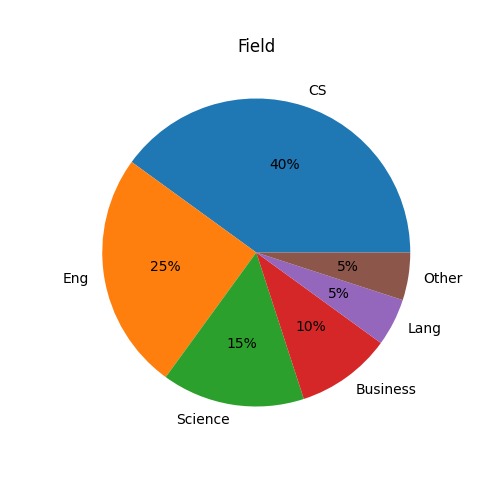 Field
CS
40%
Eng
25%
Science
15%
Business
10%
Lang
5%
Other
5%